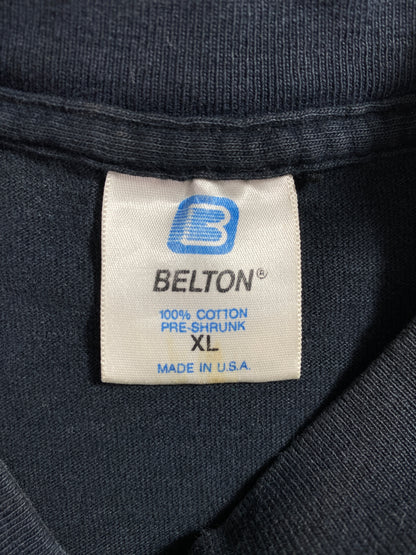 B
BELTON®
100% COTTON
PRE-SHRUNK
XL
MADE IN U.S.A.